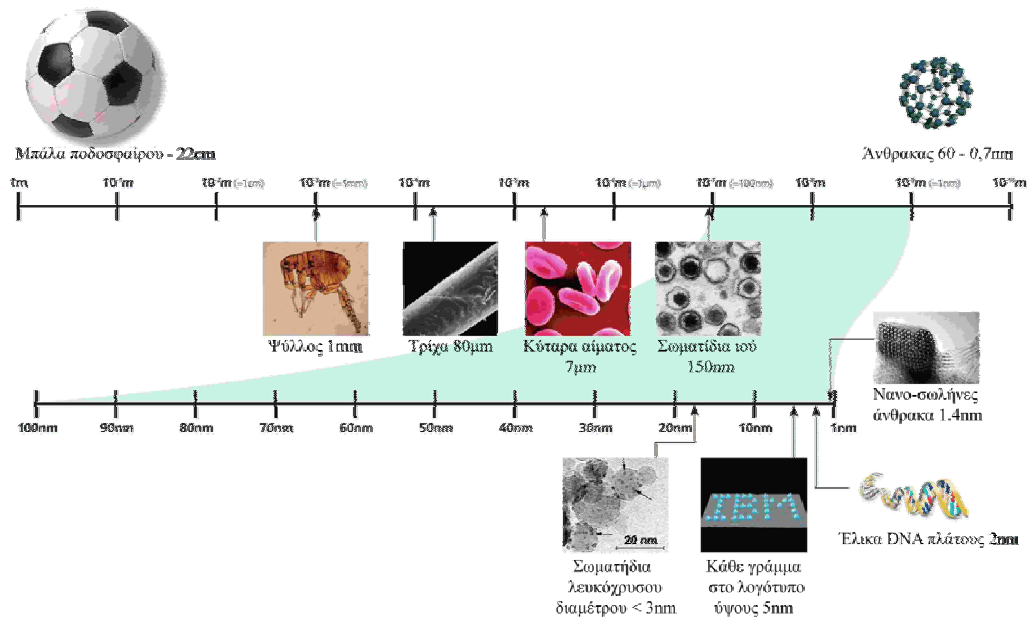 Μπάλα ποδοσφαίρου - 22cm
Άνθρακας 60 - 0,7nm
1m 10⁻¹m 10⁻²m (=1cm) 10⁻³m (=1mm) 10⁻⁴m 10⁻⁵m 10⁻⁶m (=1μm) 10⁻⁷m (=100nm) 10⁻⁸m 10⁻⁹m (=1nm) 10⁻¹⁰m
Ψύλλος 1mm
Τρίχα 80μm
Κύταρα αίματος
7μm
Σωματίδια ιού
150nm
Νανο-σωλήνες
άνθρακα 1.4nm
100nm 90nm 80nm 70nm 60nm 50nm 40nm 30nm 20nm 10nm 1nm
20 nm
IBM
Έλικα DNA πλάτους 2nm
Σωματήδια
λευκόχρυσου
διαμέτρου < 3nm
Κάθε γράμμα
στο λογότυπο
ύψους 5nm